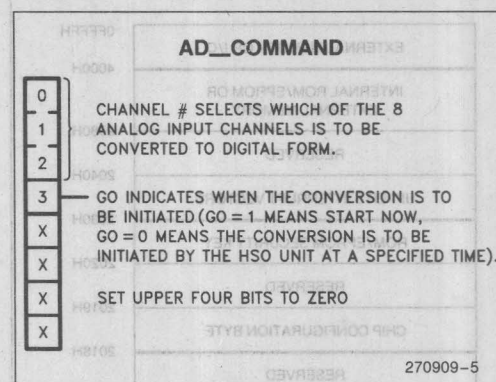 AD_COMMAND
0
1
2
CHANNEL # SELECTS WHICH OF THE 8
ANALOG INPUT CHANNELS IS TO BE
CONVERTED TO DIGITAL FORM.
3
GO INDICATES WHEN THE CONVERSION IS TO
BE INITIATED (GO = 1 MEANS START NOW,
GO = 0 MEANS THE CONVERSION IS TO BE
INITIATED BY THE HSO UNIT AT A SPECIFIED TIME).
X
X
X
X
SET UPPER FOUR BITS TO ZERO
270909-5